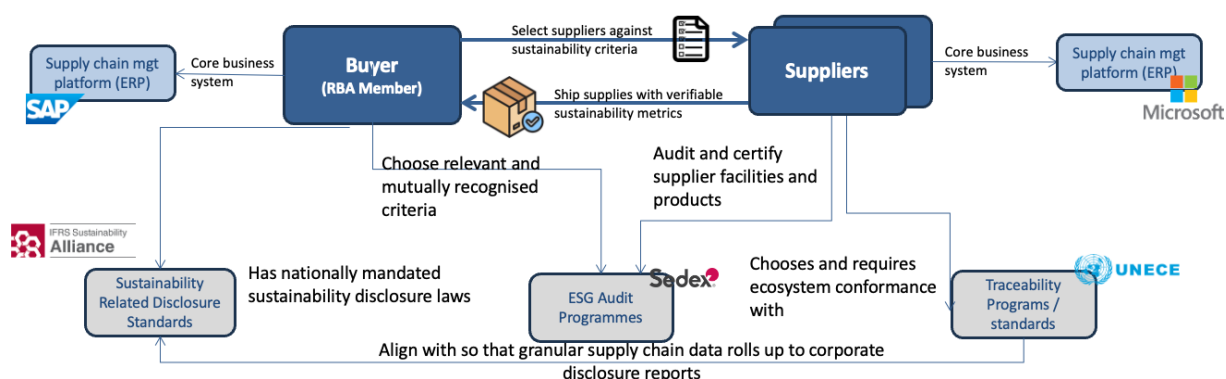 Supply chain mgt
platform (ERP)
SAP
Core business
system
Buyer
(RBA Member)
Select suppliers against
sustainability criteria
Ship supplies with verifiable
sustainability metrics
Suppliers
Core business
system
Supply chain mgt
platform (ERP)
Microsoft
Choose relevant and
mutually recognised
criteria
Audit and certify
supplier facilities and
products
IFRS Sustainability
Alliance
Sustainability
Related Disclosure
Standards
Has nationally mandated
sustainability disclosure laws
Sedex
ESG Audit
Programmes
Chooses and requires
ecosystem conformance
with
UNECE
Traceability
Programs /
standards
Align with so that granular supply chain data rolls up to corporate
disclosure reports